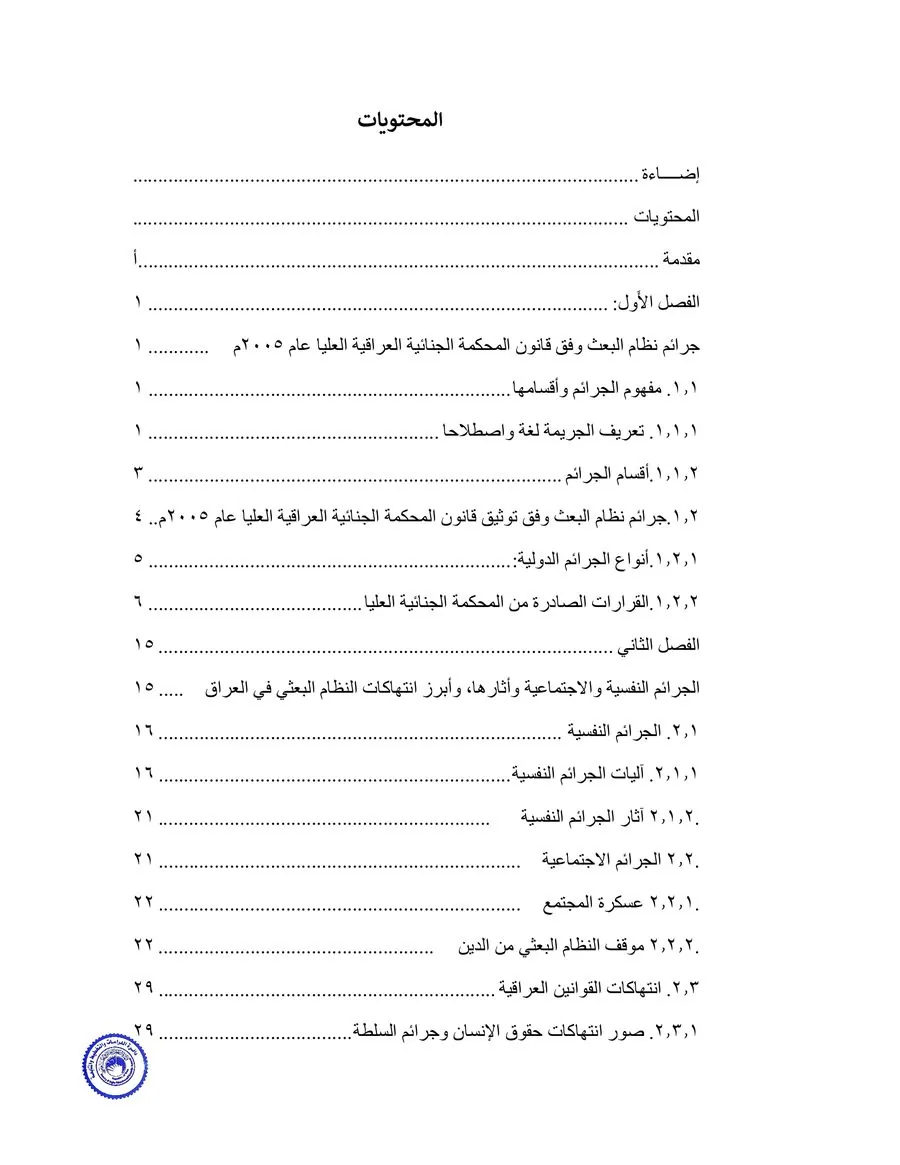 المحتويات
إضـــــاءة ....................................................................................................
المحتويات ..................................................................................................
مقدمة .......................................................................................................أ
الفصل الأول: ........................................................................................... ١
جرائم نظام البعث وفق قانون المحكمة الجنائية العراقية العليا عام ٢٠٠٥م ............ ١
١,١. مفهوم الجرائم وأقسامها........................................................................ ١
١,١,١. تعريف الجريمة لغة واصطلاحا ......................................................... ١
١,١,٢.أقسام الجرائم .................................................................................. ٣
١,٢.جرائم نظام البعث وفق توثيق قانون المحكمة الجنائية العراقية العليا عام ٢٠٠٥م.. ٤
١,٢,١.أنواع الجرائم الدولية:........................................................................ ٥
١,٢,٢.القرارات الصادرة من المحكمة الجنائية العليا.......................................... ٦
الفصل الثاني .......................................................................................... ١٥
الجرائم النفسية والاجتماعية وأثارها، وأبرز انتهاكات النظام البعثي في العراق ..... ١٥
٢,١. الجرائم النفسية ................................................................................ ١٦
٢,١,١. آليات الجرائم النفسية...................................................................... ١٦
.٢,١,٢ آثار الجرائم النفسية .................................................................. ٢١
.٢,٢ الجرائم الاجتماعية ........................................................................ ٢١
.٢,٢,١ عسكرة المجتمع ........................................................................ ٢٢
.٢,٢,٢ موقف النظام البعثي من الدين ...................................................... ٢٢
٢,٣. انتهاكات القوانين العراقية .................................................................. ٢٩
٢,٣,١. صور انتهاكات حقوق الإنسان وجرائم السلطة...................................... ٢٩